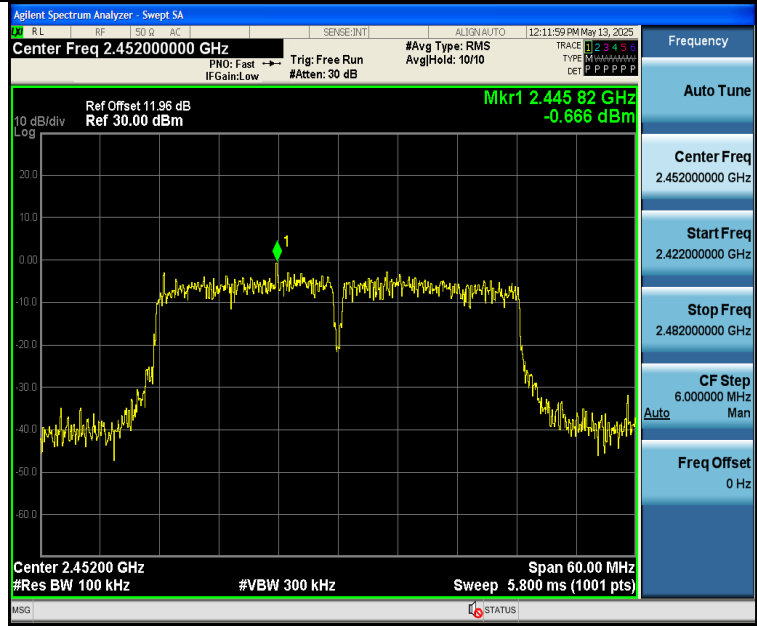 Agilent Spectrum Analyzer - Swept SA
LXI RL RF 50 Ω AC SENSE:INT ALIGN AUTO 12:11:59 PM May 13, 2025
Center Freq 2.452000000 GHz
PNO: Fast
IFGain:Low
Trig: Free Run
#Atten: 30 dB
#Avg Type: RMS
Avg|Hold: 10/10
TRACE 1 2 3 4 5 6
TYPE M W W W W W
DET P P P P P P
Mkr1 2.445 82 GHz
-0.666 dBm
Ref Offset 11.96 dB
10 dB/div Ref 30.00 dBm
Log
20.0
10.0
0.00
-10.0
-20.0
-30.0
-40.0
-50.0
-60.0
1
Center 2.45200 GHz Span 60.00 MHz
#Res BW 100 kHz #VBW 300 kHz Sweep 5.800 ms (1001 pts)
MSG STATUS
Frequency
Auto Tune
Center Freq
2.452000000 GHz
Start Freq
2.422000000 GHz
Stop Freq
2.482000000 GHz
CF Step
6.000000 MHz
Auto Man
Freq Offset
0 Hz